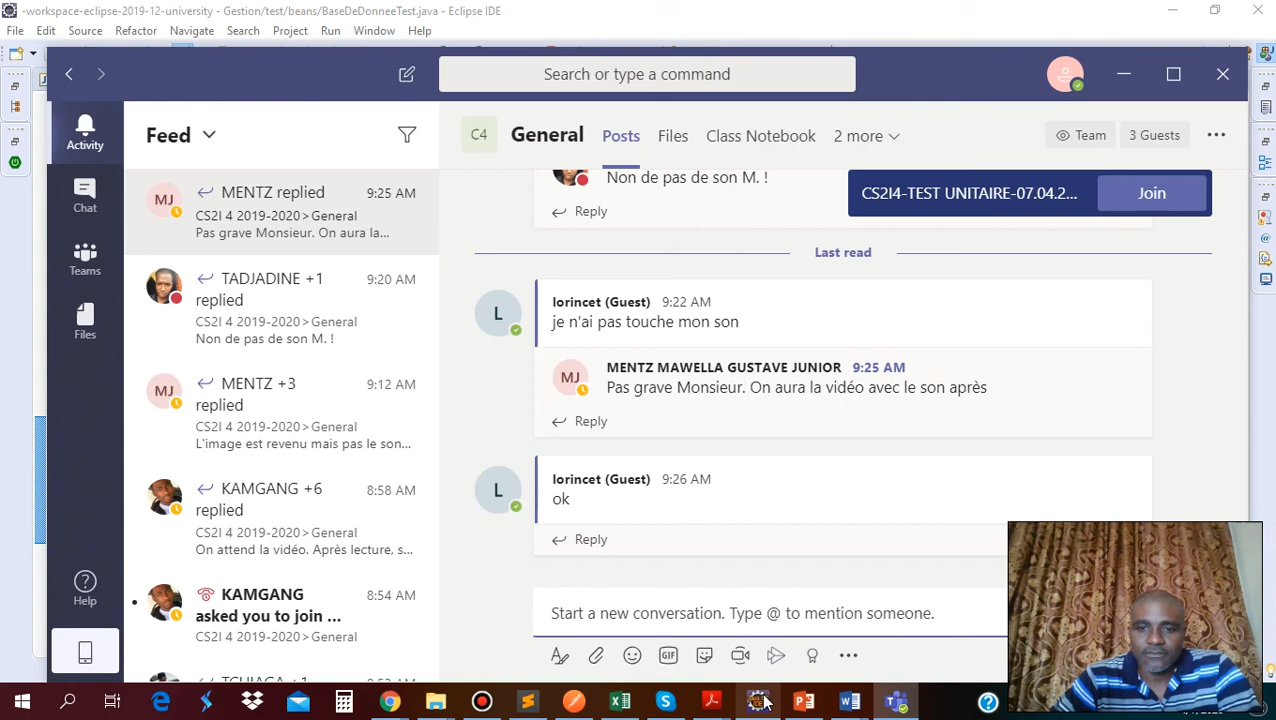 -workspace-eclipse-2019-12-university - Gestion/test/beans/BaseDeDonneeTest.java - Eclipse IDE
File Edit Source Refactor Navigate Search Project Run Window Help
Search or type a command
Activity
Chat
Teams
Files
Help
Feed
MENTZ replied 9:25 AM
CS2I 4 2019-2020 > General
Pas grave Monsieur. On aura la...
TADJADINE +1 9:20 AM
replied
CS2I 4 2019-2020 > General
Non de pas de son M. !
MJ
MENTZ +3 9:12 AM
replied
CS2I 4 2019-2020 > General
L'image est revenu mais pas le son...
KAMGANG +6 8:58 AM
replied
CS2I 4 2019-2020 > General
On attend la vidéo. Après lecture, s...
KAMGANG 8:54 AM
asked you to join ...
CS2I 4 2019-2020 > General
C4 General Posts Files Class Notebook 2 more Team 3 Guests
Non de pas de son M. !
Reply
CS2I4-TEST UNITAIRE-07.04.2... Join
Last read
L
lorincet (Guest) 9:22 AM
je n'ai pas touche mon son
MJ
MENTZ MAWELLA GUSTAVE JUNIOR 9:25 AM
Pas grave Monsieur. On aura la vidéo avec le son après
Reply
L
lorincet (Guest) 9:26 AM
ok
Reply
Start a new conversation. Type @ to mention someone.
GIF